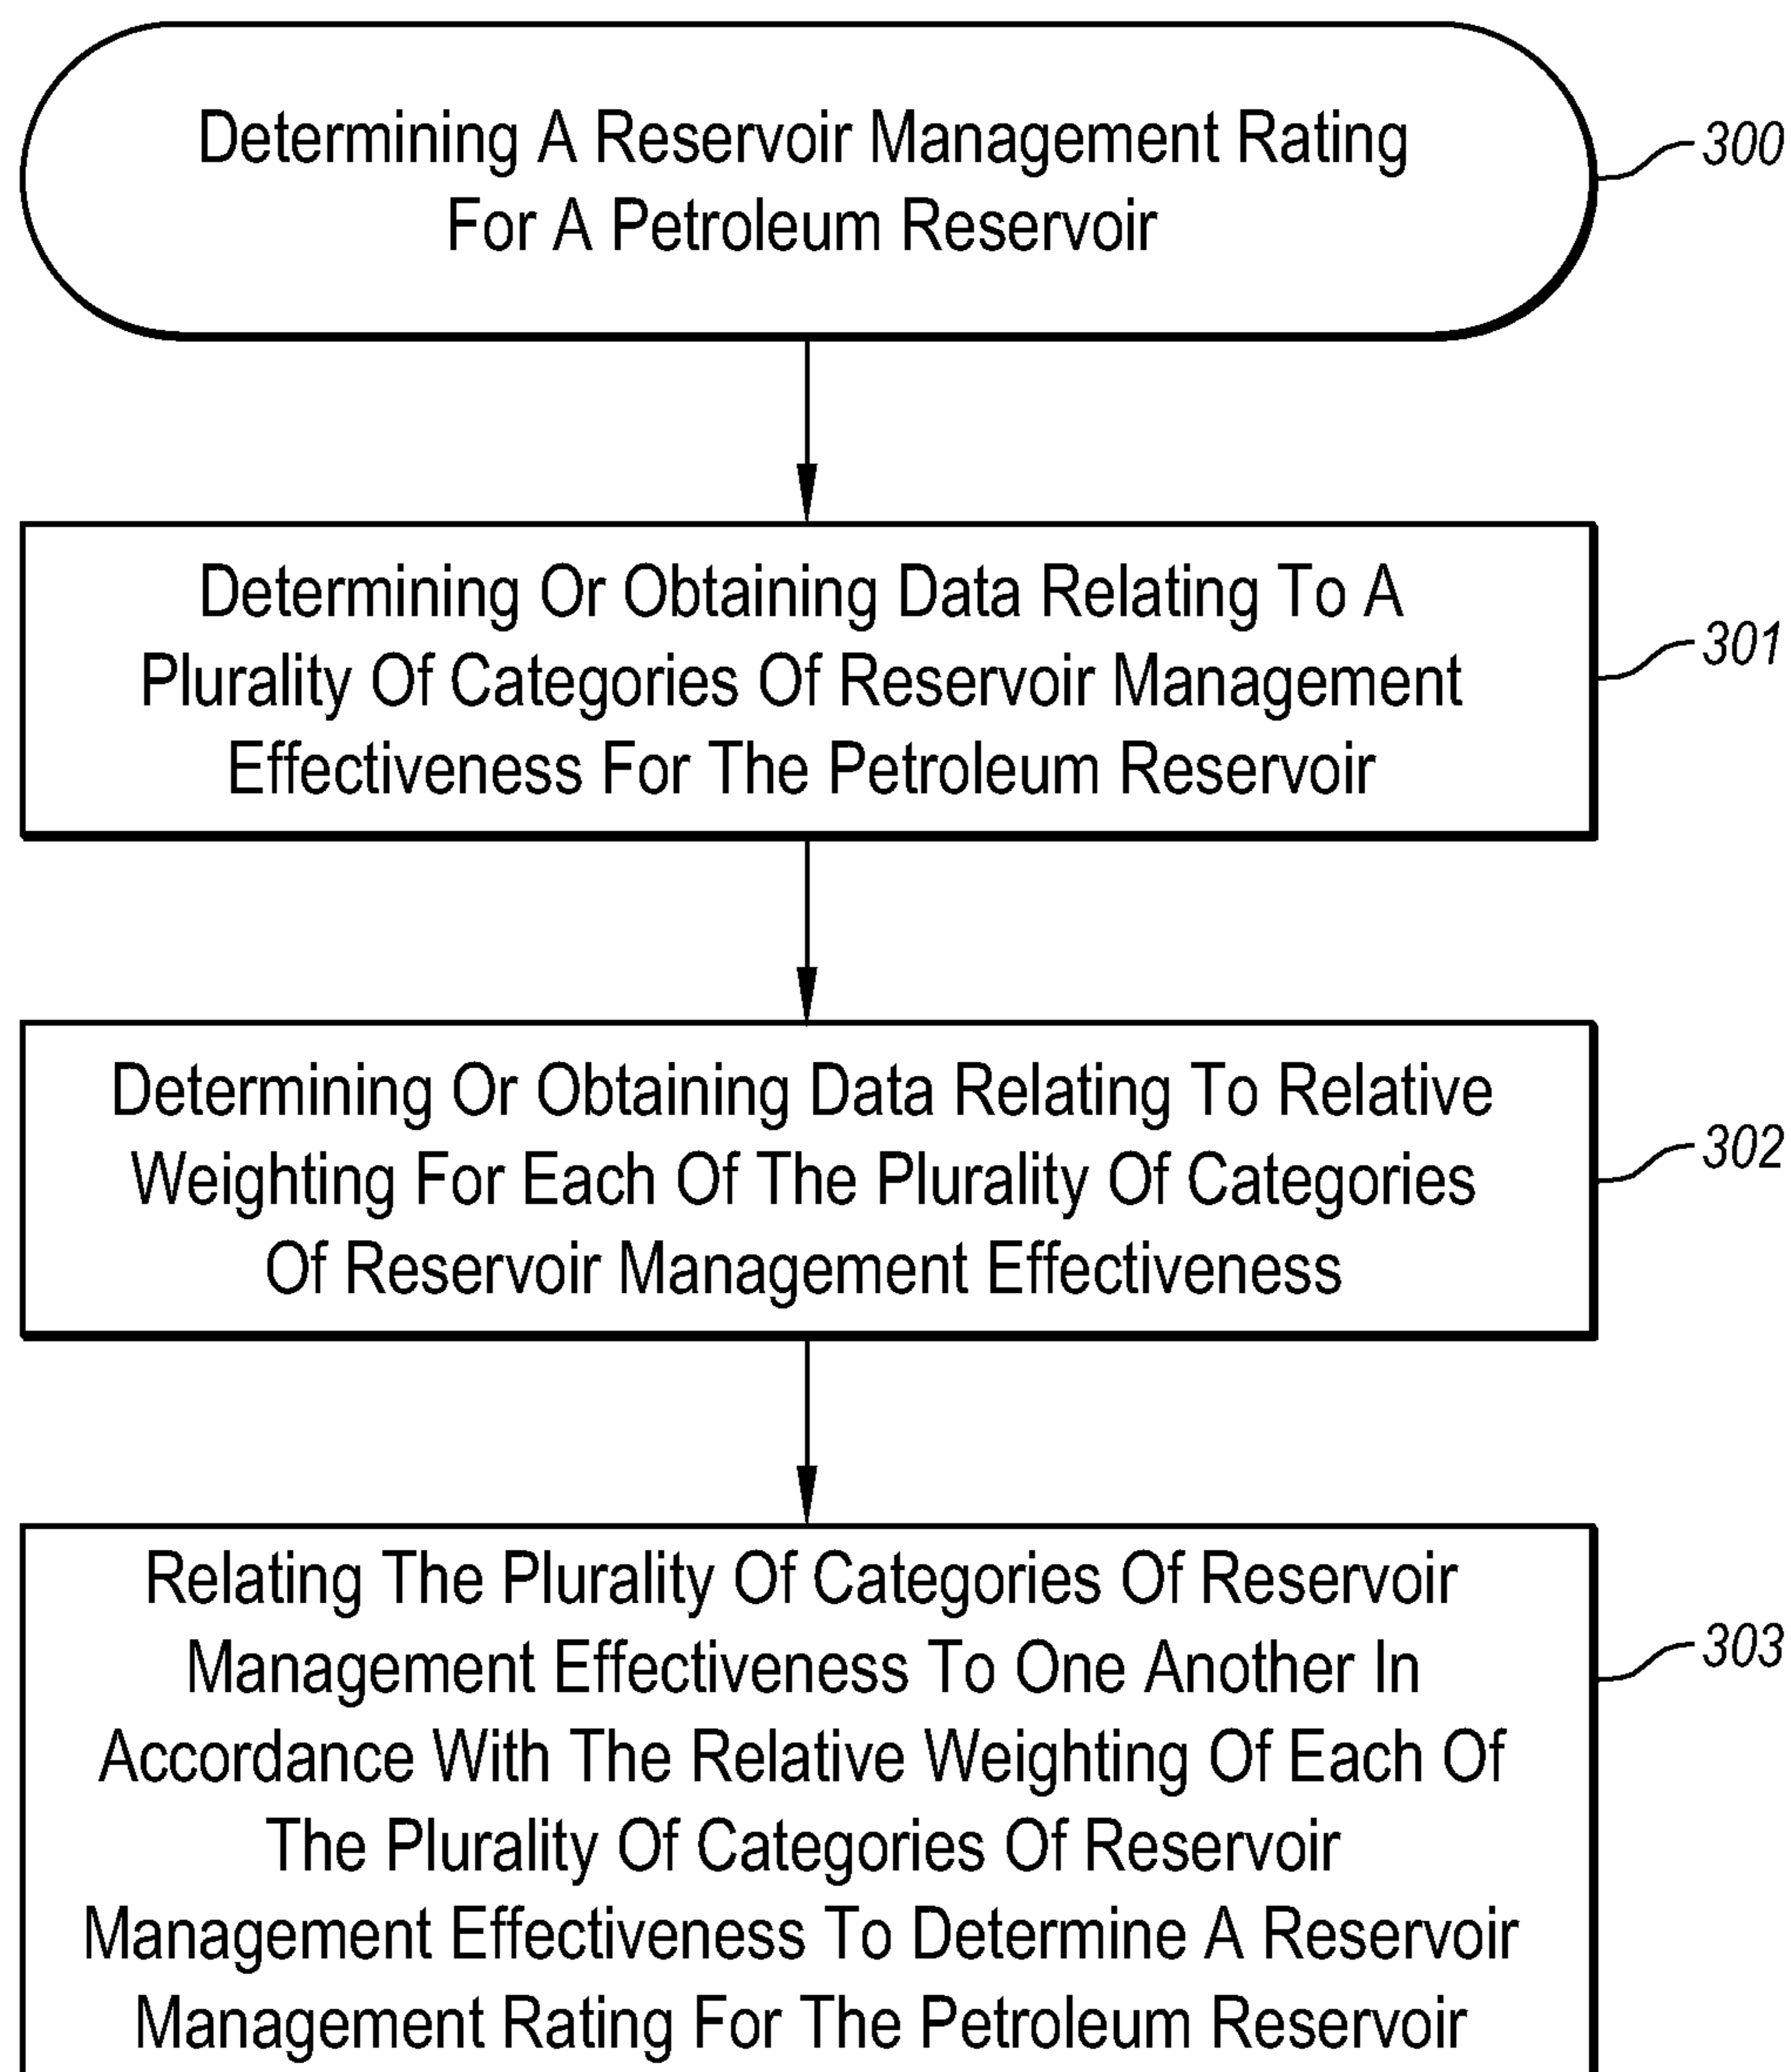 Determining A Reservoir Management Rating
For A Petroleum Reservoir
300
Determining Or Obtaining Data Relating To A
Plurality Of Categories Of Reservoir Management
Effectiveness For The Petroleum Reservoir
301
Determining Or Obtaining Data Relating To Relative
Weighting For Each Of The Plurality Of Categories
Of Reservoir Management Effectiveness
302
Relating The Plurality Of Categories Of Reservoir
Management Effectiveness To One Another In
Accordance With The Relative Weighting Of Each Of
The Plurality Of Categories Of Reservoir
Management Effectiveness To Determine A Reservoir
Management Rating For The Petroleum Reservoir
303